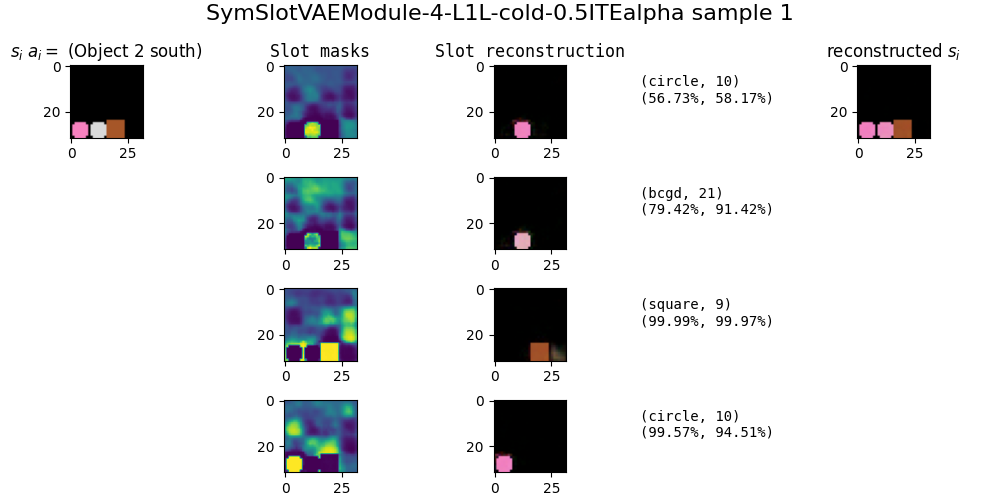 SymSlotVAEModule-4-L1L-cold-0.5ITEalpha sample 1
s_i a_i = (Object 2 south) Slot masks Slot reconstruction reconstructed s_i
0 0 0 (circle, 10) 0
(56.73%, 58.17%)
20 20 20 20
0 25 0 25 0 25 0 25
0 0 (bcgd, 21)
(79.42%, 91.42%)
20 20
0 25 0 25
0 0 (square, 9)
(99.99%, 99.97%)
20 20
0 25 0 25
0 0 (circle, 10)
(99.57%, 94.51%)
20 20
0 25 0 25